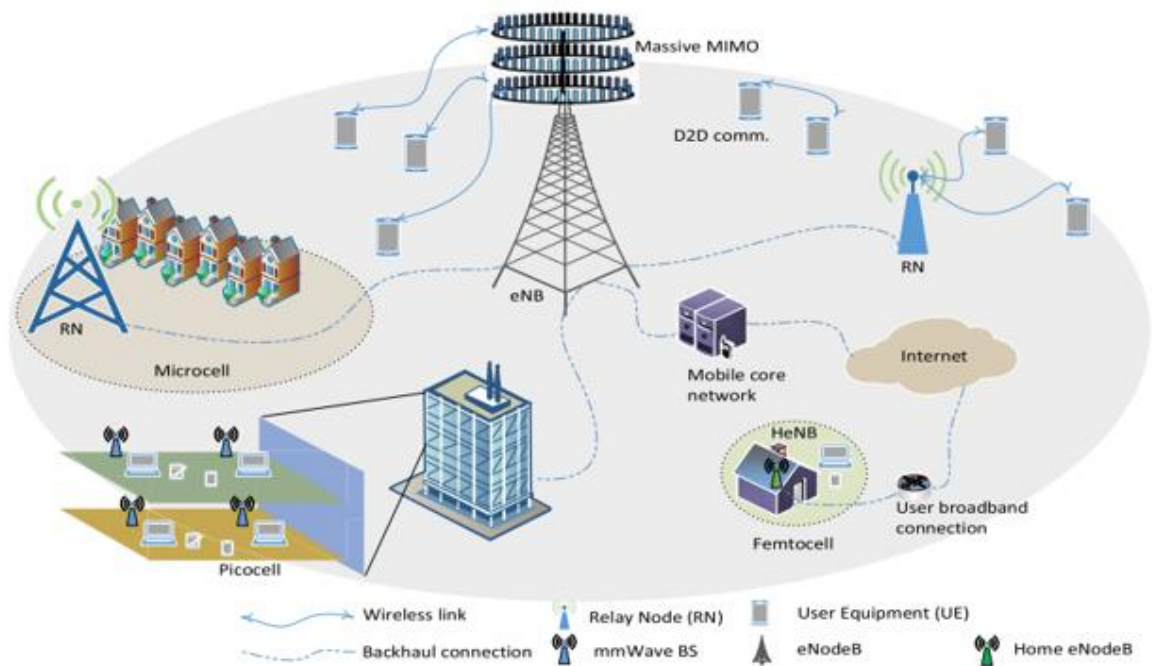 Massive MIMO
D2D comm.
RN
eNB
RN
Microcell
Mobile core
network
Internet
HeNB
User broadband
connection
Femtocell
Picocell
Wireless link
Relay Node (RN)
User Equipment (UE)
Backhaul connection
mmWave BS
eNodeB
Home eNodeB